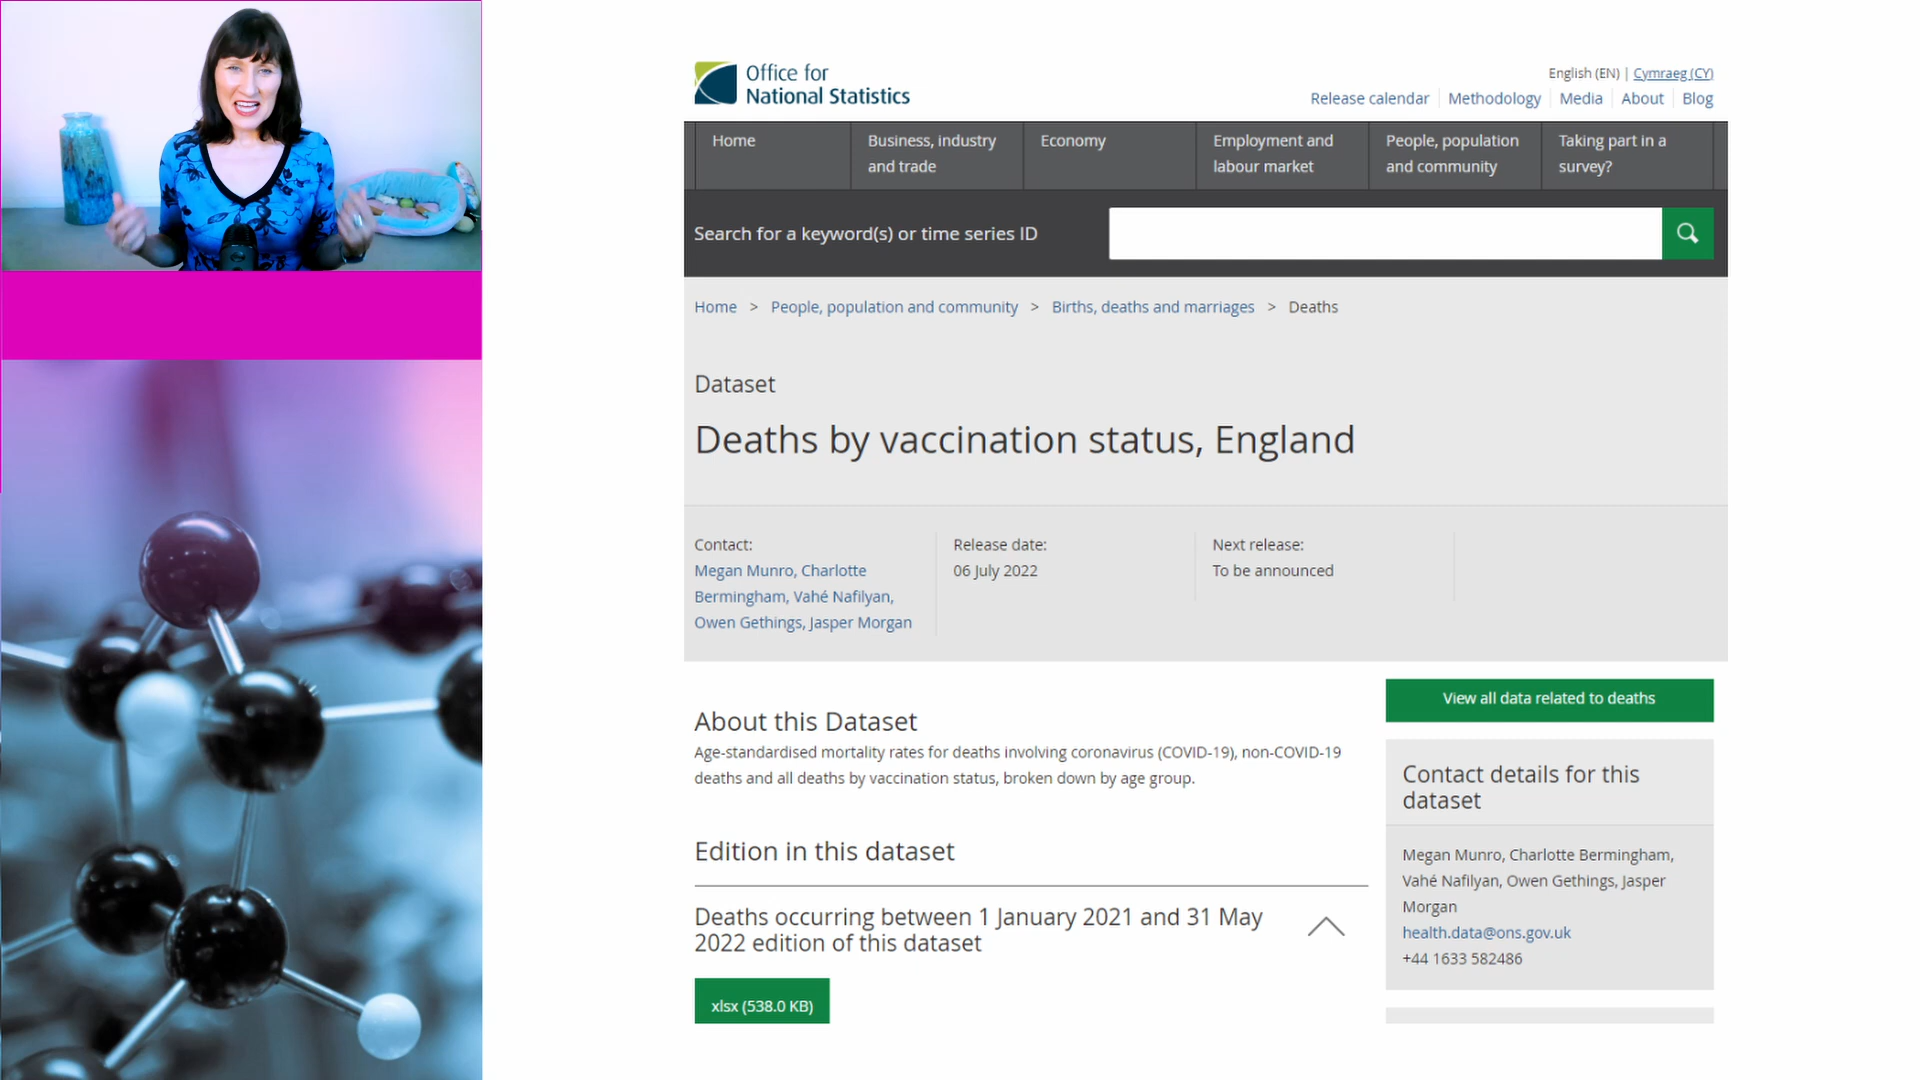 Office for
National Statistics
English (EN) | Cymraeg (CY)
Release calendar
Methodology
Media
About
Blog
Home
Business, industry
and trade
Economy
Employment and
labour market
People, population
and community
Taking part in a
survey?
Search for a keyword(s) or time series ID
Home > People, population and community > Births, deaths and marriages > Deaths
Dataset
Deaths by vaccination status, England
Contact:
Megan Munro, Charlotte
Bermingham, Vahé Nafilyan,
Owen Gethings, Jasper Morgan
Release date:
06 July 2022
Next release:
To be announced
View all data related to deaths
About this Dataset
Age-standardised mortality rates for deaths involving coronavirus (COVID-19), non-COVID-19
deaths and all deaths by vaccination status, broken down by age group.
Contact details for this
dataset
Megan Munro, Charlotte Bermingham,
Vahé Nafilyan, Owen Gethings, Jasper
Morgan
health.data@ons.gov.uk
+44 1633 582486
Edition in this dataset
Deaths occurring between 1 January 2021 and 31 May
2022 edition of this dataset
xlsx (538.0 KB)